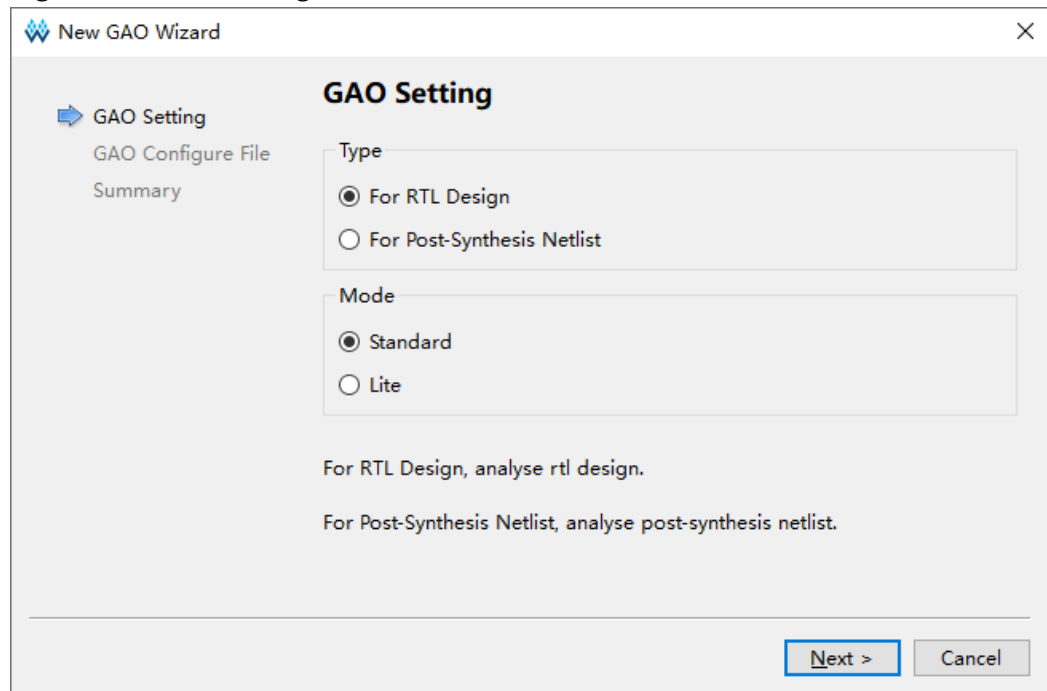 New GAO Wizard
GAO Setting
GAO Configure File
Summary
GAO Setting
Type
For RTL Design
For Post-Synthesis Netlist
Mode
Standard
Lite
For RTL Design, analyse rtl design.
For Post-Synthesis Netlist, analyse post-synthesis netlist.
Next >
Cancel